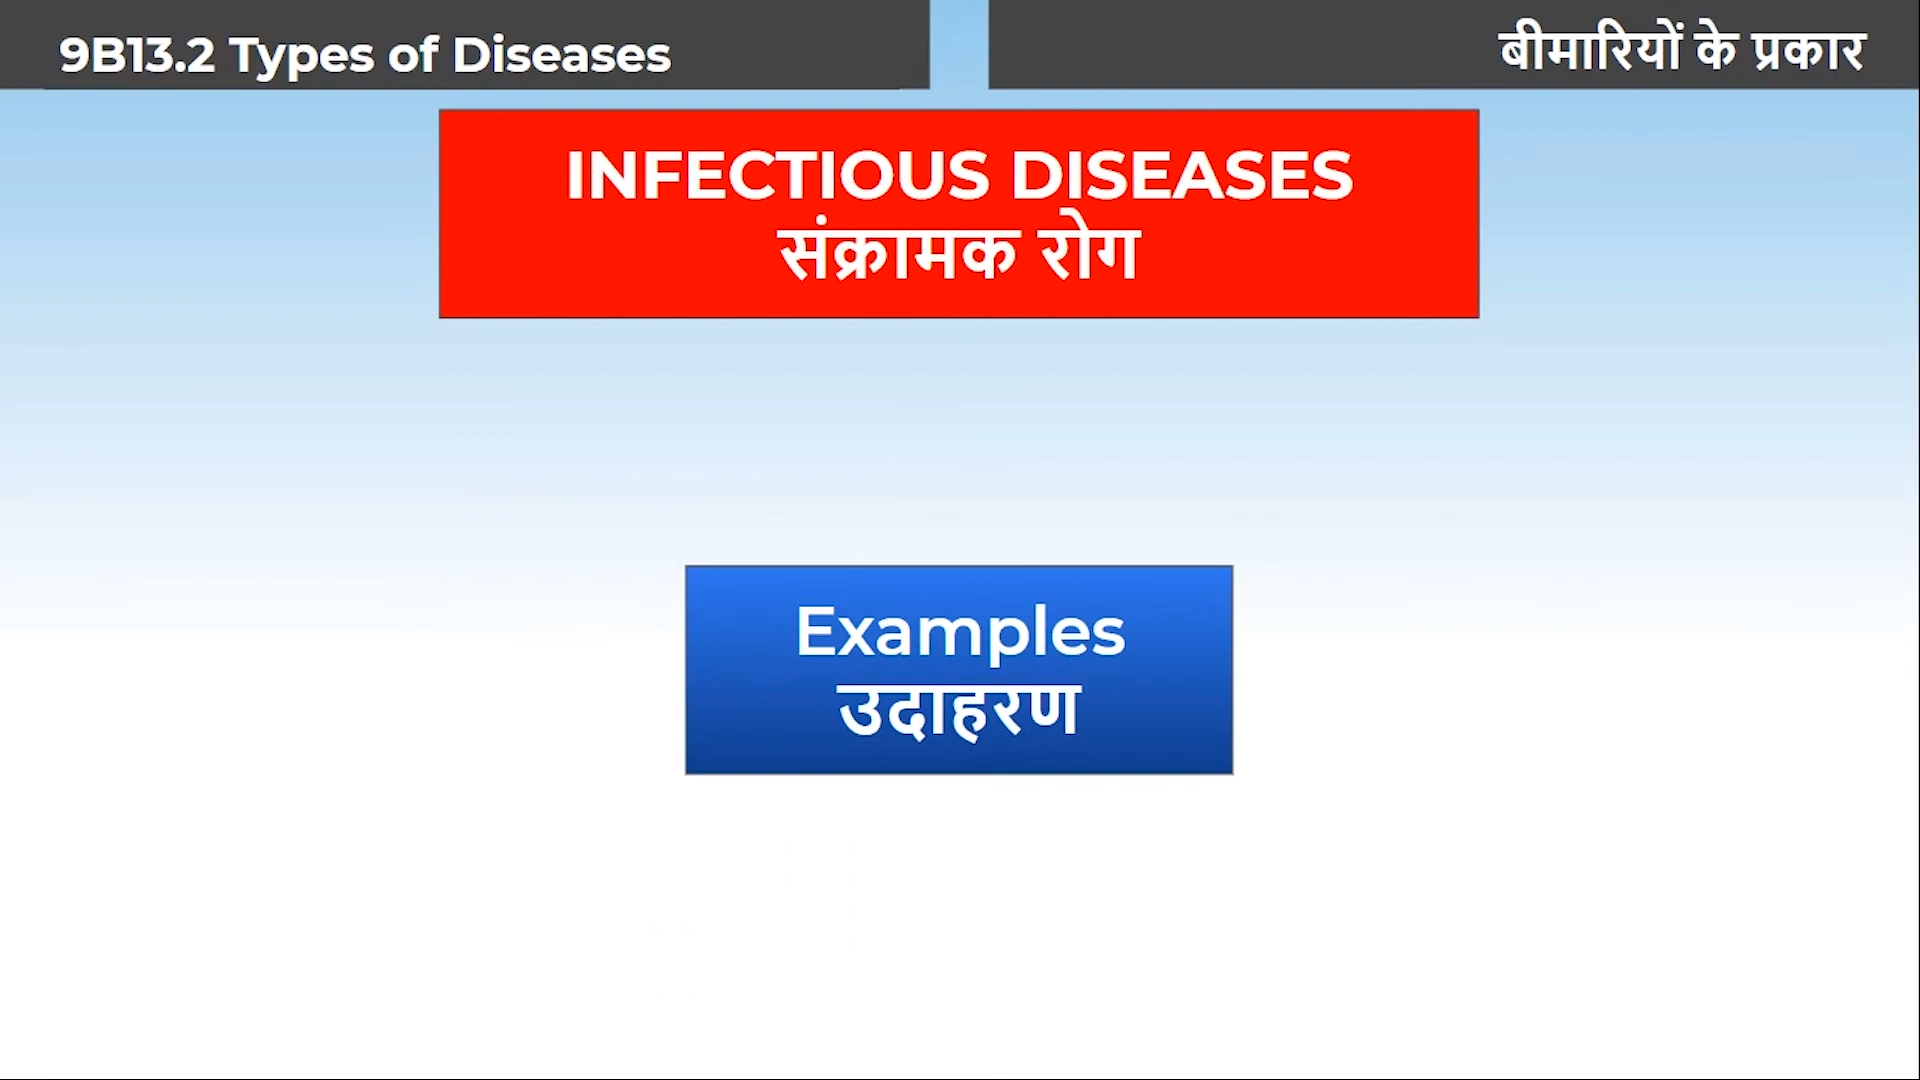 9B13.2 Types of Diseases
बीमारियों के प्रकार
INFECTIOUS DISEASES
संक्रामक रोग
Examples
उदाहरण